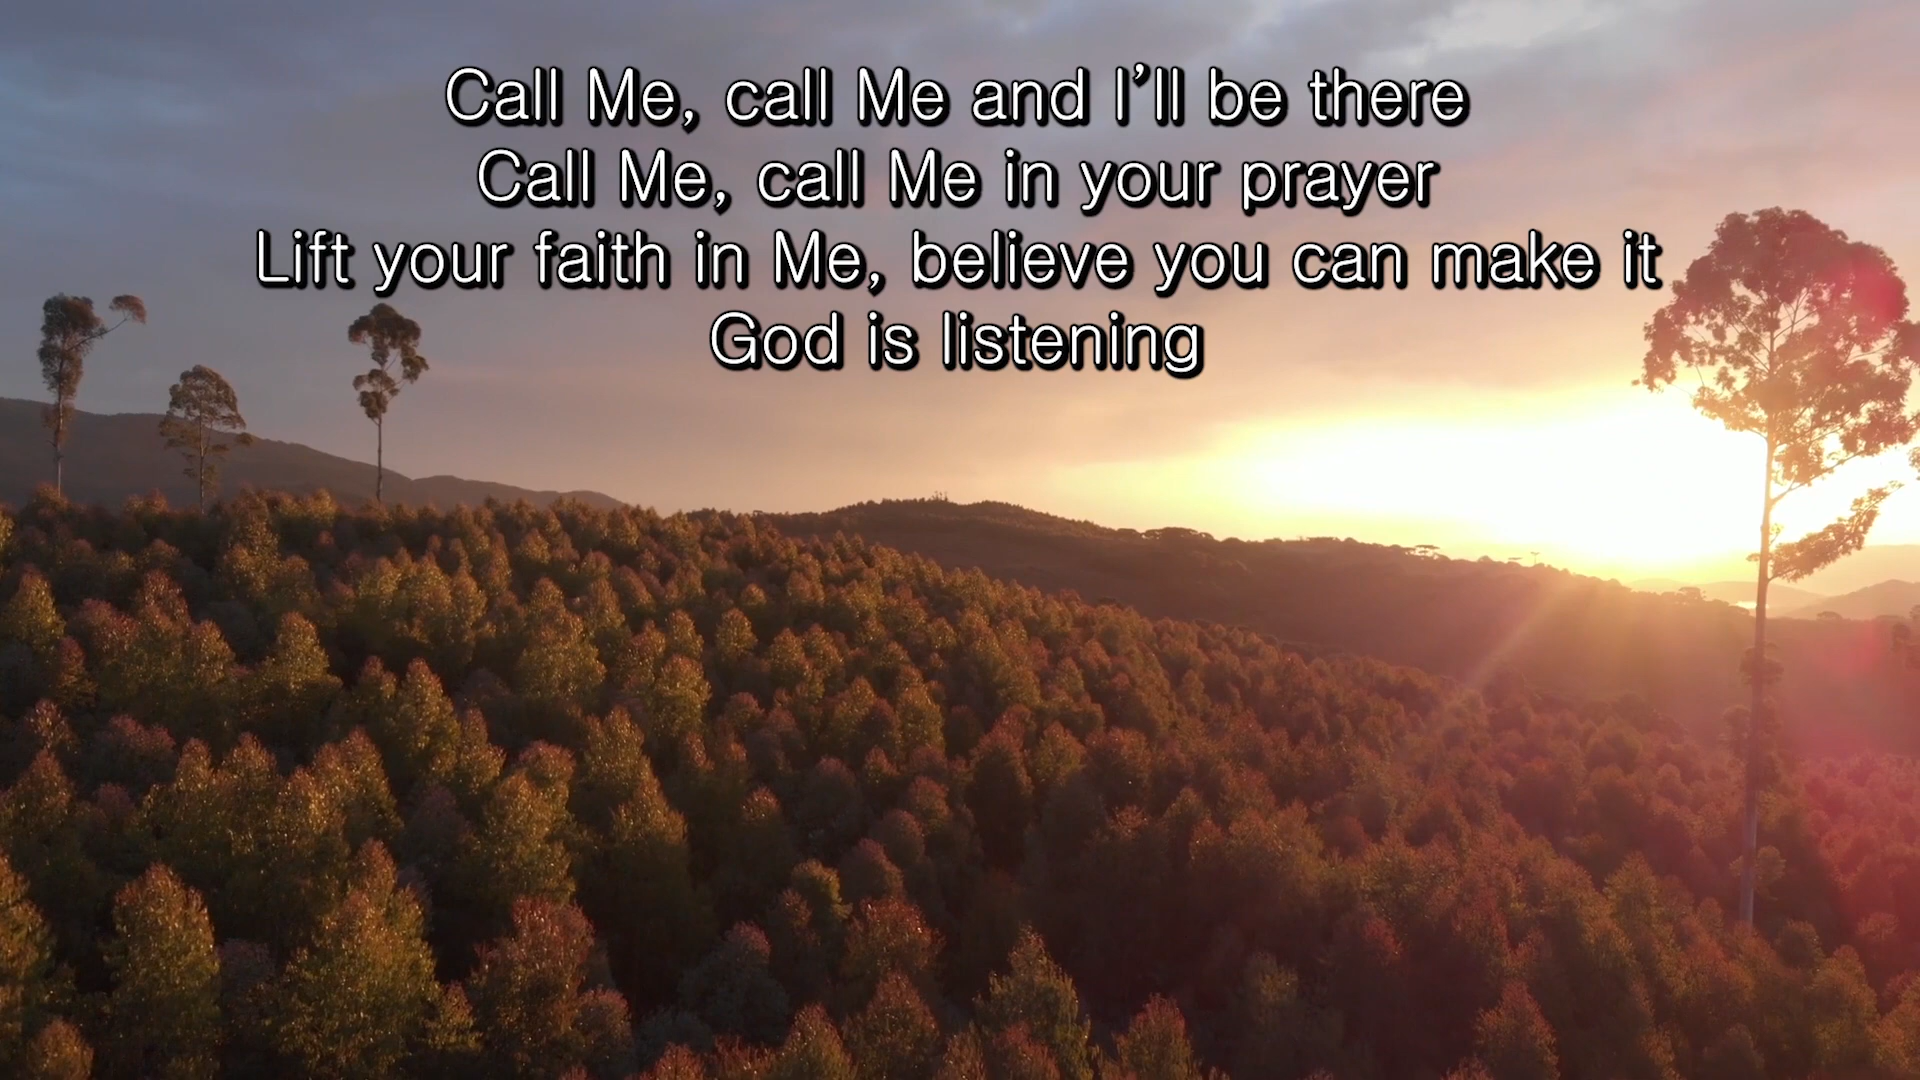 Call Me, call Me and I’ll be there
Call Me, call Me in your prayer
Lift your faith in Me, believe you can make it
God is listening